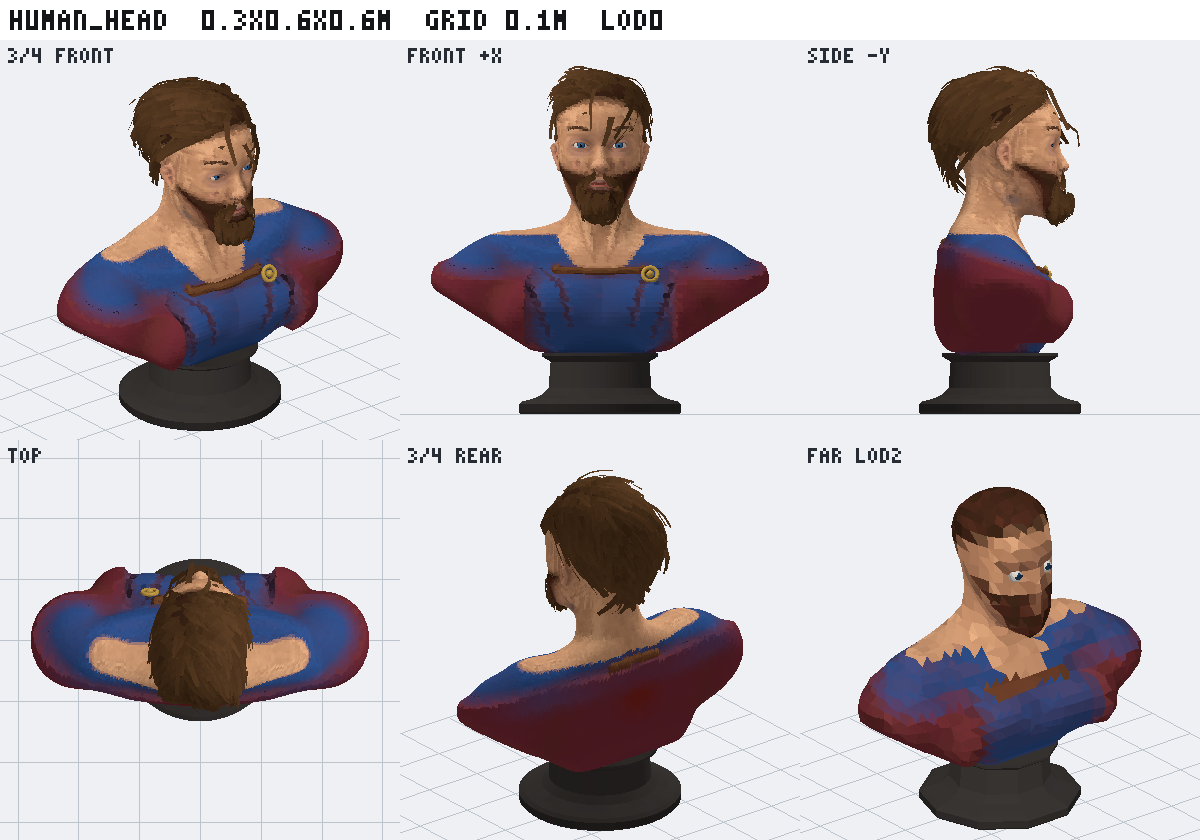 HUMAN_HEAD 0.3X0.6X0.6M GRID 0.1M LOD0
3/4 FRONT
FRONT +X
SIDE -Y
TOP
3/4 REAR
FAR LOD2